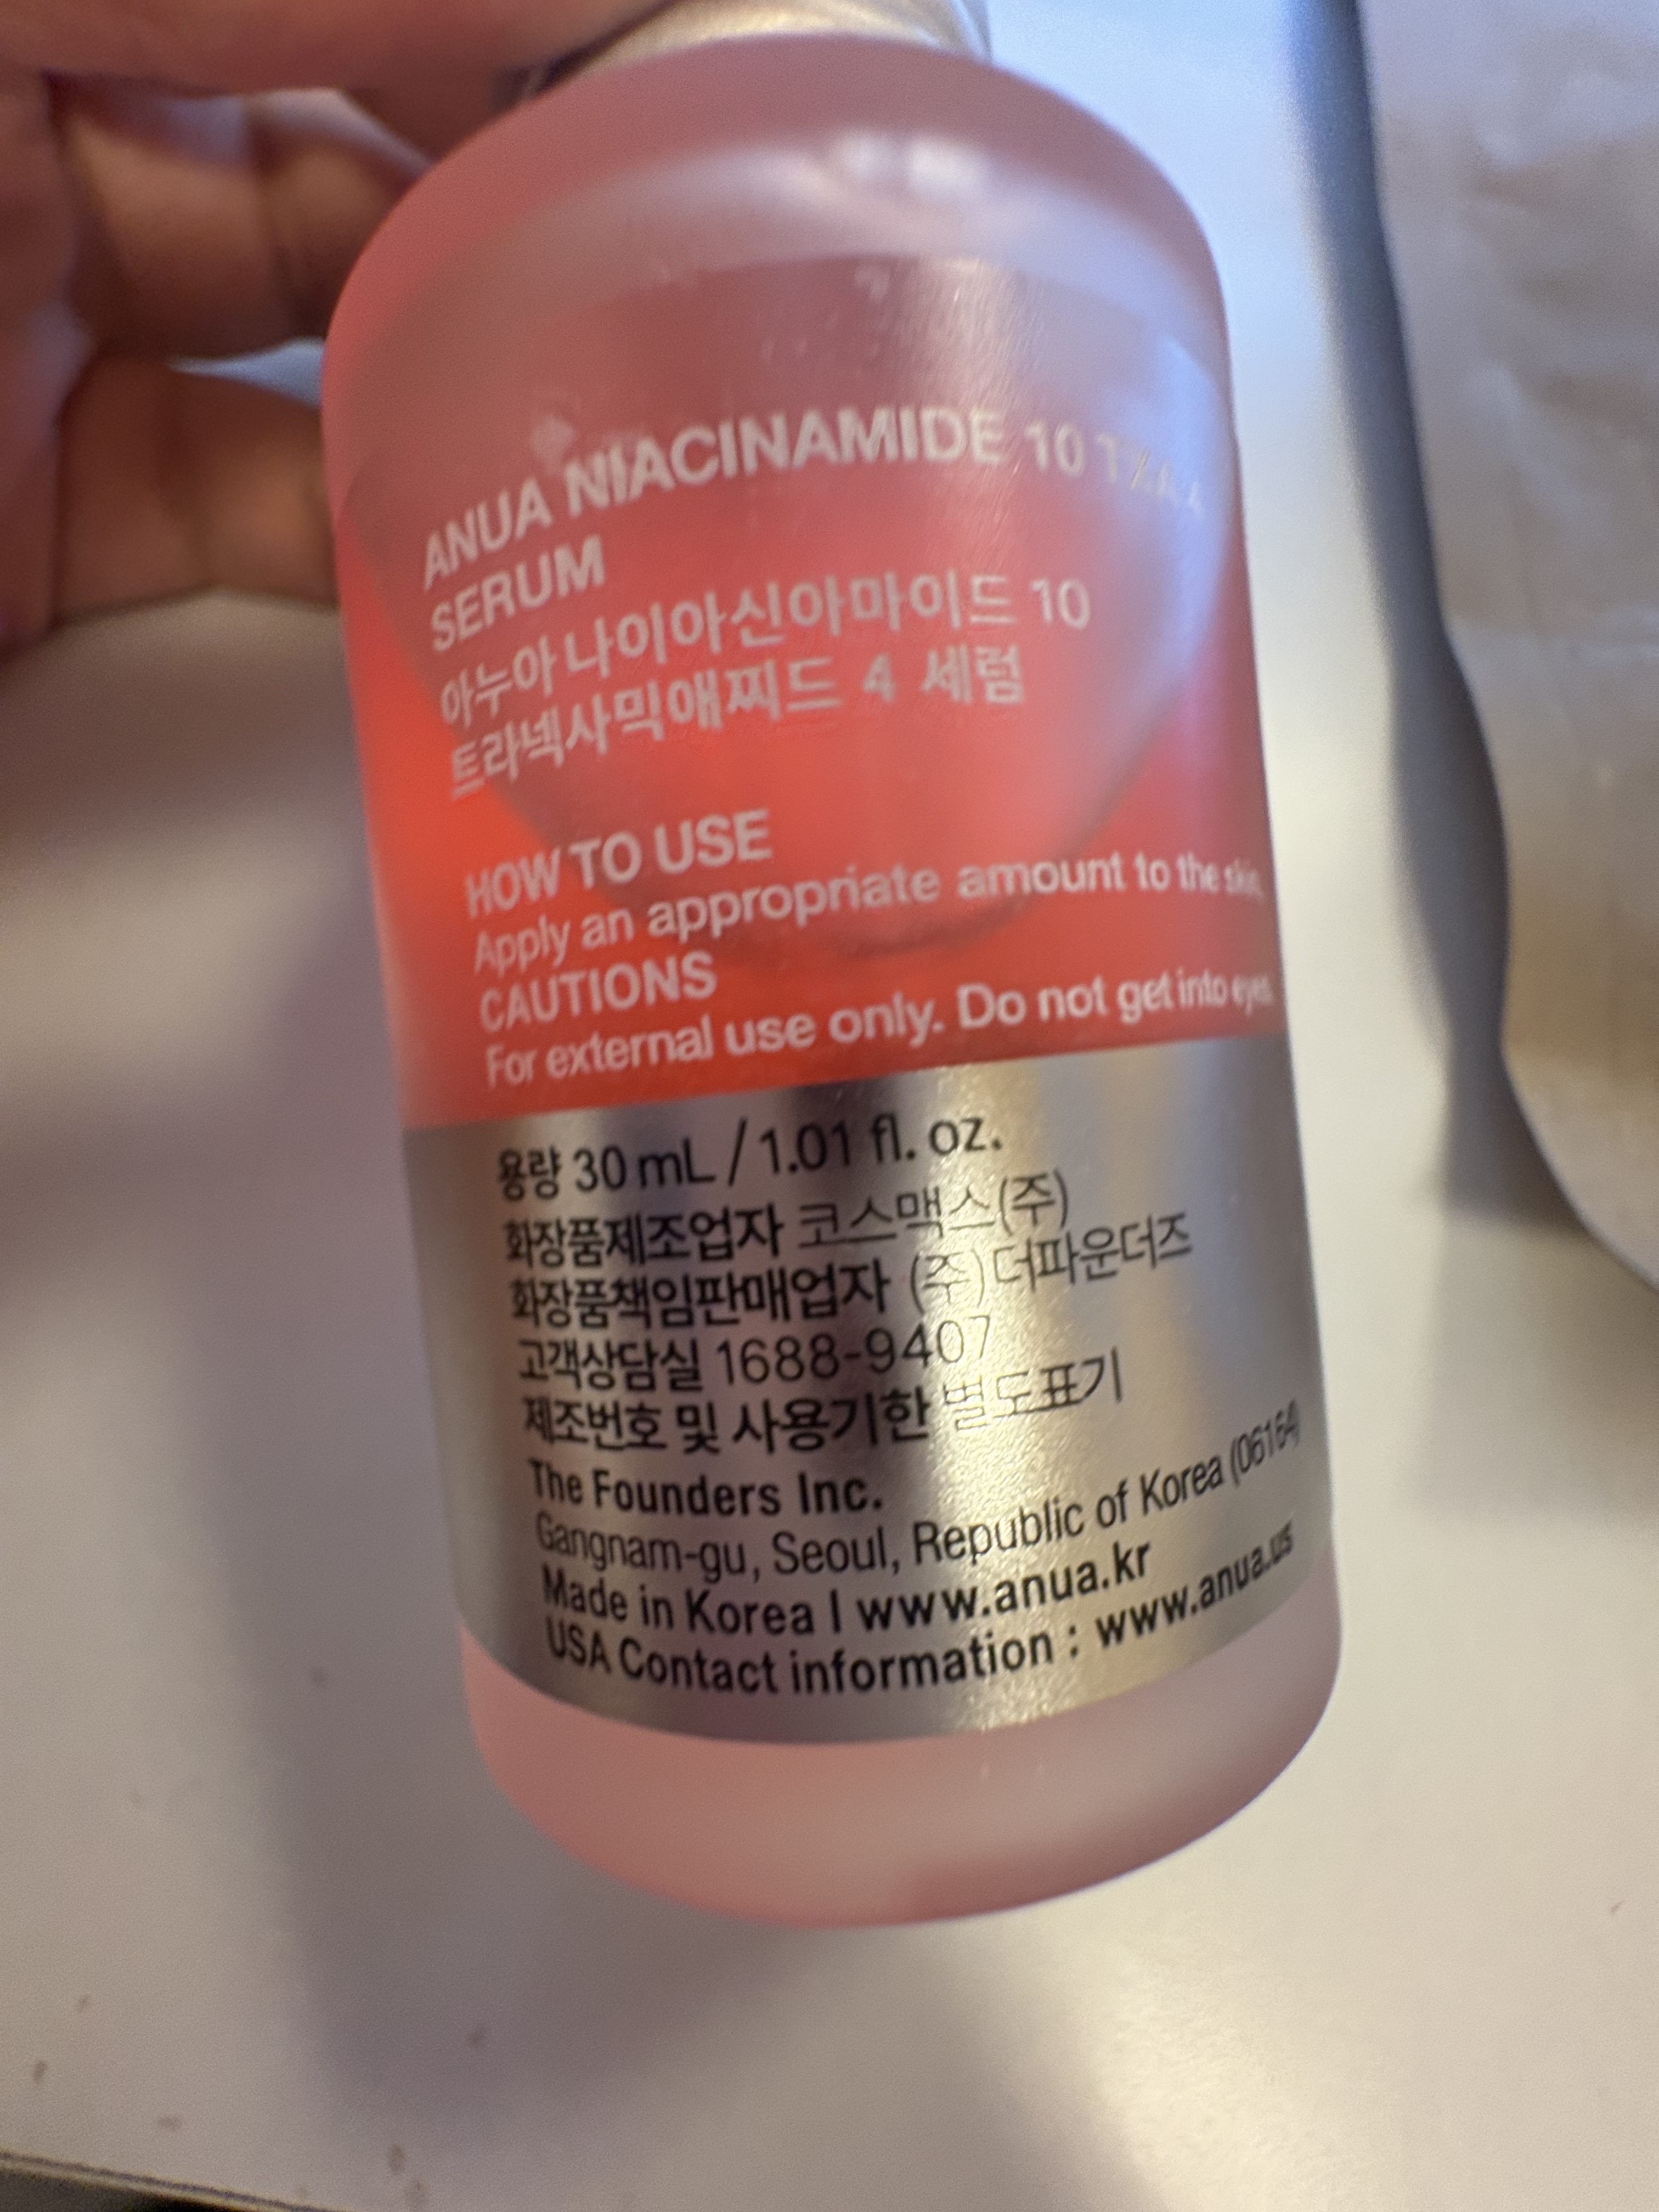 ANUA NIACINAMIDE 10 TXA 4
SERUM
아누아 나이아신아마이드 10
트라넥사믹애씨드 4 세럼
HOW TO USE
Apply an appropriate amount to the skin.
CAUTIONS
For external use only. Do not get into eyes.
용량 30 mL / 1.01 fl. oz.
화장품제조업자 코스맥스(주)
화장품책임판매업자 (주)더파운더즈
고객상담실 1688-9407
제조번호 및 사용기한 별도표기
The Founders Inc.
Gangnam-gu, Seoul, Republic of Korea (06164)
Made in Korea | www.anua.kr
USA Contact information : www.anua.us